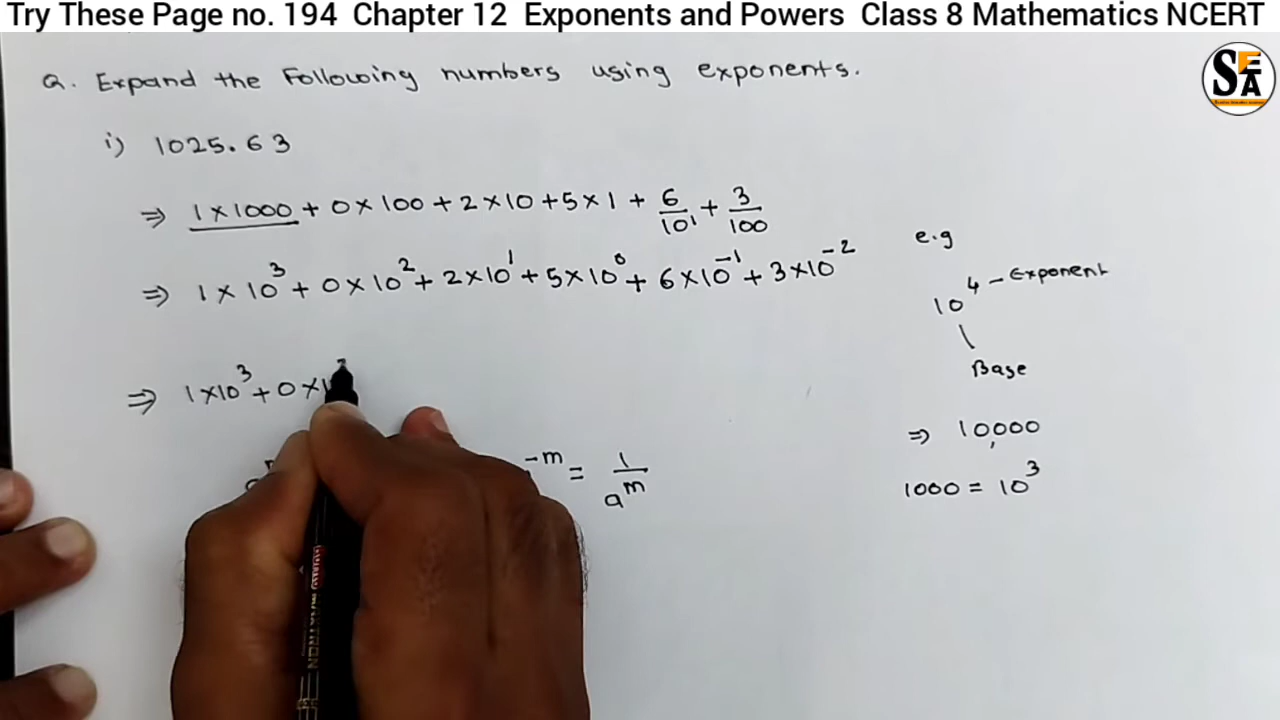 Try These Page no. 194 Chapter 12 Exponents and Powers Class 8 Mathematics NCERT
SETA
Q. Expand the Following numbers using exponents.
i) 1025.63
⇒ 1 × 1000 + 0 × 100 + 2 × 10 + 5 × 1 + 6/10¹ + 3/100
⇒ 1 × 10³ + 0 × 10² + 2 × 10¹ + 5 × 10⁰ + 6 × 10⁻¹ + 3 × 10⁻²
e.g
10⁴ – Exponent
Base
⇒ 10,000
1000 = 10³
⇒ 1 × 10³ + 0 ×
-m = 1/aᵐ